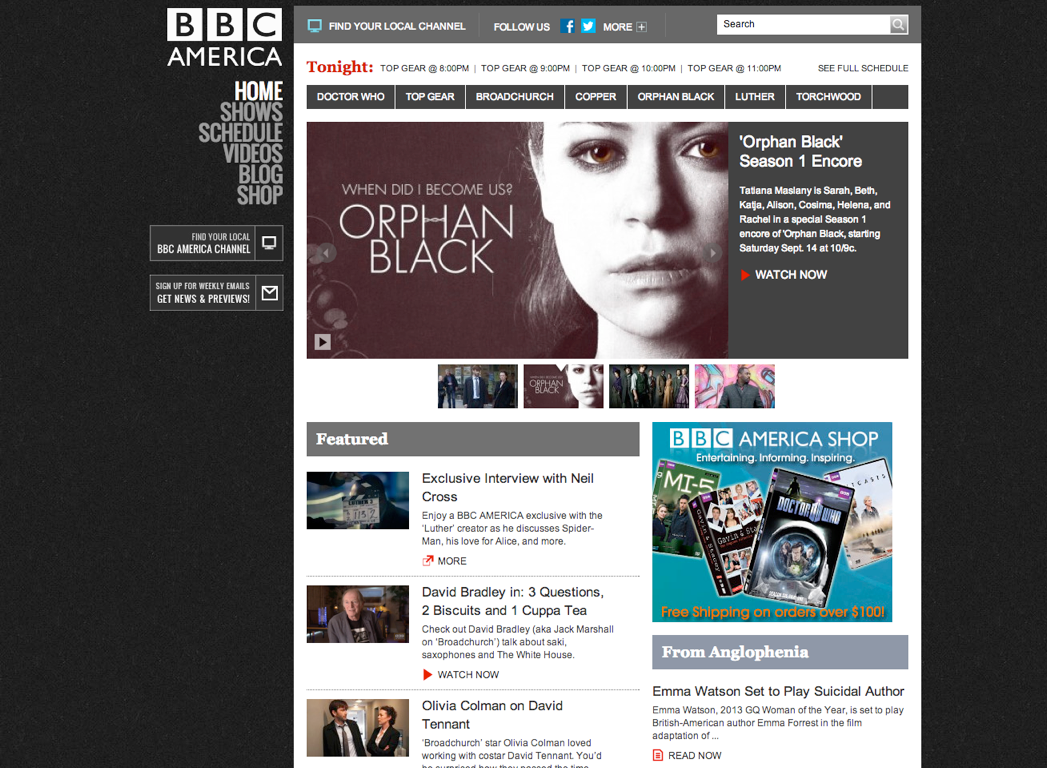 BBC
AMERICA
HOME
SHOWS
SCHEDULE
VIDEOS
BLOG
SHOP
FIND YOUR LOCAL
BBC AMERICA CHANNEL
SIGN UP FOR WEEKLY EMAILS
GET NEWS & PREVIEWS!
FIND YOUR LOCAL CHANNEL
FOLLOW US
MORE
Search
Tonight: TOP GEAR @ 8:00PM | TOP GEAR @ 9:00PM | TOP GEAR @ 10:00PM | TOP GEAR @ 11:00PM SEE FULL SCHEDULE
DOCTOR WHO TOP GEAR BROADCHURCH COPPER ORPHAN BLACK LUTHER TORCHWOOD
WHEN DID I BECOME US?
ORPHAN
BLACK
'Orphan Black'
Season 1 Encore
Tatiana Maslany is Sarah, Beth,
Katja, Alison, Cosima, Helena, and
Rachel in a special Season 1
encore of 'Orphan Black, starting
Saturday Sept. 14 at 10/9c.
WATCH NOW
ORPHAN
BLACK
Featured
Exclusive Interview with Neil
Cross
Enjoy a BBC AMERICA exclusive with the
'Luther' creator as he discusses Spider-
Man, his love for Alice, and more.
MORE
David Bradley in: 3 Questions,
2 Biscuits and 1 Cuppa Tea
Check out David Bradley (aka Jack Marshall
on 'Broadchurch') talk about saki,
saxophones and The White House.
WATCH NOW
Olivia Colman on David
Tennant
'Broadchurch' star Olivia Colman loved
working with costar David Tennant. You'd
be surprised how they passed the time
BBC AMERICA SHOP
Entertaining. Informing. Inspiring.
MI-5
Gavin & Stacey
DOCTOR WHO
Free Shipping on orders over $100!
From Anglophenia
Emma Watson Set to Play Suicidal Author
Emma Watson, 2013 GQ Woman of the Year, is set to play
British-American author Emma Forrest in the film
adaptation of ...
READ NOW